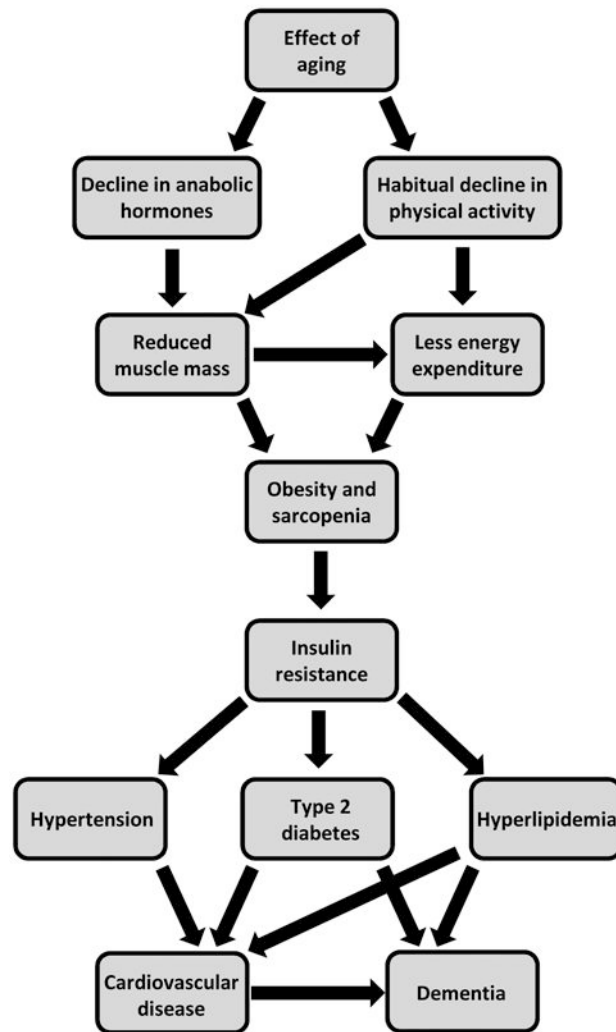 Effect of
aging
Decline in anabolic
hormones
Habitual decline in
physical activity
Reduced
muscle mass
Less energy
expenditure
Obesity and
sarcopenia
Insulin
resistance
Hypertension
Type 2
diabetes
Hyperlipidemia
Cardiovascular
disease
Dementia